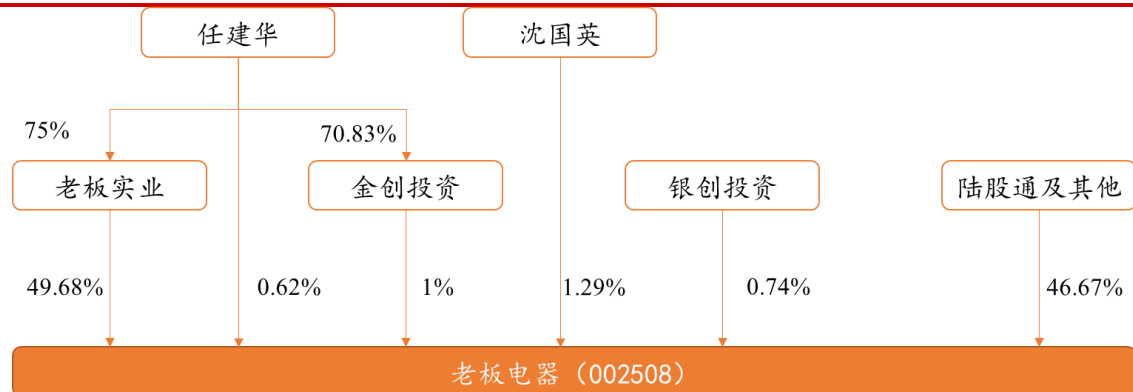 任建华
沈国英
75%
70.83%
老板实业
金创投资
银创投资
陆股通及其他
49.68%
0.62%
1%
1.29%
0.74%
46.67%
老板电器（002508）